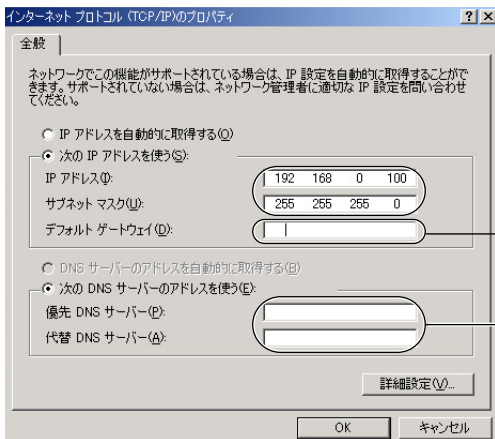 インターネット プロトコル (TCP/IP)のプロパティ
全般
ネットワークでこの機能がサポートされている場合は、IP 設定を自動的に取得することがで
きます。サポートされていない場合は、ネットワーク管理者に適切な IP 設定を問い合わせ
てください。
IP アドレスを自動的に取得する(O)
次の IP アドレスを使う(S):
IP アドレス(I): 192 168 0 100
サブネット マスク(U): 255 255 255 0
デフォルト ゲートウェイ(D):
DNS サーバーのアドレスを自動的に取得する(B)
次の DNS サーバーのアドレスを使う(E):
優先 DNS サーバー(P):
代替 DNS サーバー(A):
詳細設定(V)...
OK キャンセル